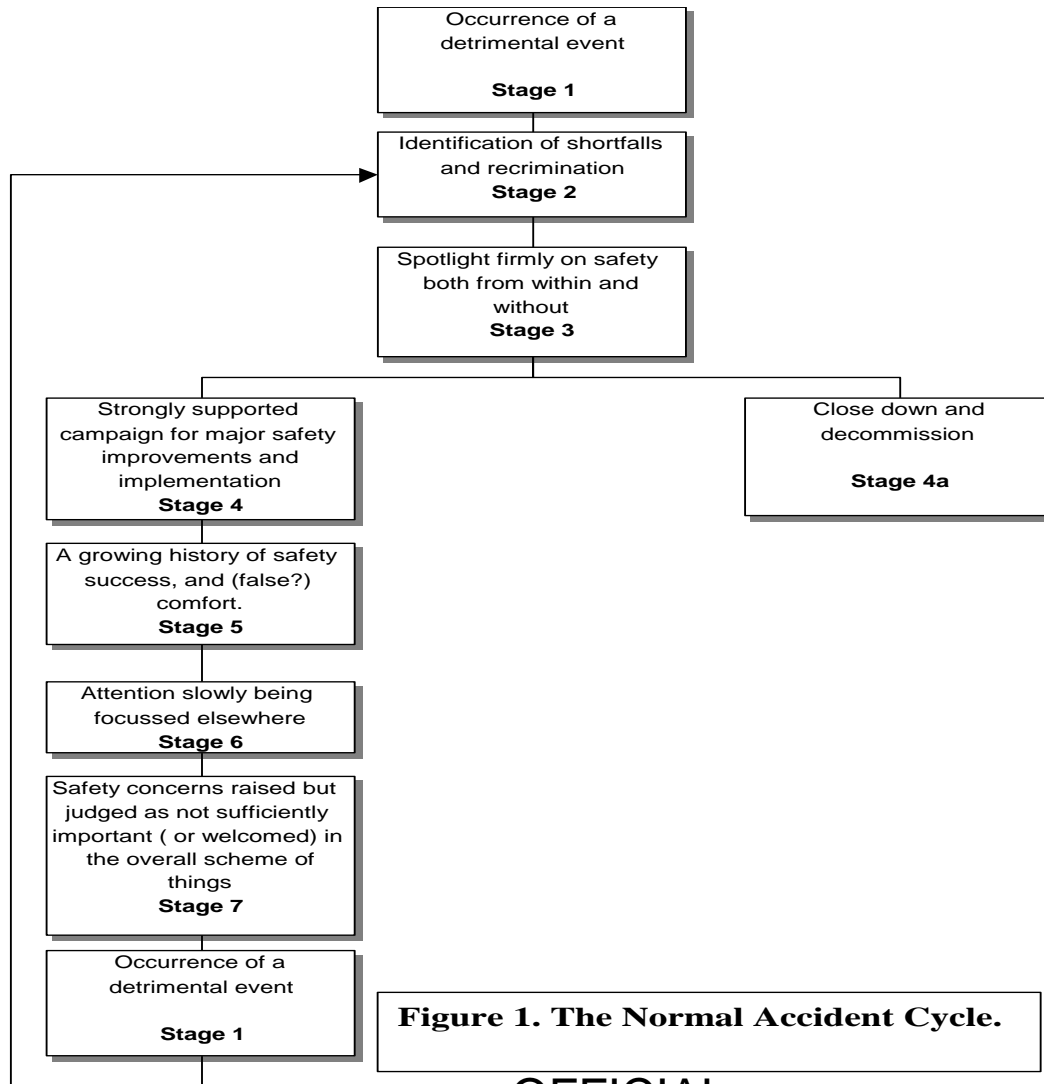 Occurrence of a
detrimental event
Stage 1
Identification of shortfalls
and recrimination
Stage 2
Spotlight firmly on safety
both from within and
without
Stage 3
Strongly supported
campaign for major safety
improvements and
implementation
Stage 4
Close down and
decommission
Stage 4a
A growing history of safety
success, and (false?)
comfort.
Stage 5
Attention slowly being
focussed elsewhere
Stage 6
Safety concerns raised but
judged as not sufficiently
important ( or welcomed) in
the overall scheme of
things
Stage 7
Occurrence of a
detrimental event
Stage 1
Figure 1. The Normal Accident Cycle.
OFFICIAL